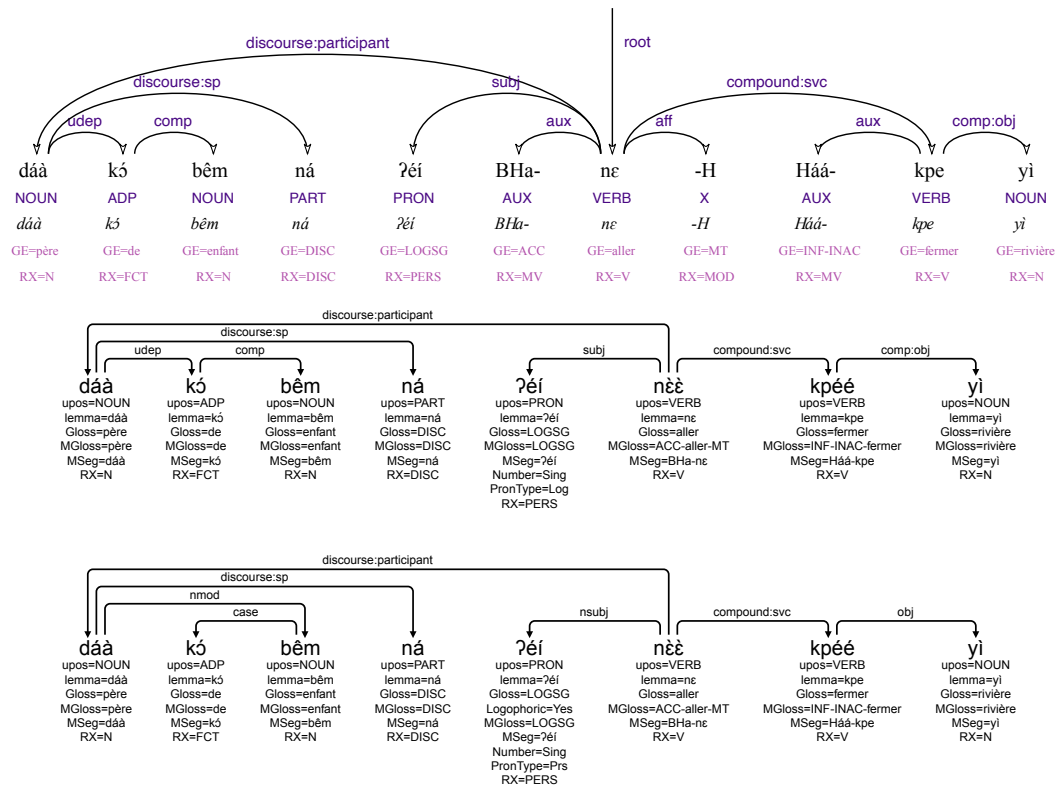 root
discourse:participant
discourse:sp subj compound:svc
udep comp aux aff aux comp:obj
dáà kɔ́ bêm ná ʔéí BHa- nɛ -H Háá- kpe yì
NOUN ADP NOUN PART PRON AUX VERB X AUX VERB NOUN
dáà kɔ́ bêm ná ʔéí BHa- nɛ -H Háá- kpe yì
GE=père GE=de GE=enfant GE=DISC GE=LOGSG GE=ACC GE=aller GE=MT GE=INF-INAC GE=fermer GE=rivière
RX=N RX=FCT RX=N RX=DISC RX=PERS RX=MV RX=V RX=MOD RX=MV RX=V RX=N
discourse:participant
discourse:sp
udep comp subj compound:svc comp:obj
dáà kɔ́ bêm ná ʔéí nɛ̀ɛ̀ kpéé yì
upos=NOUN upos=ADP upos=NOUN upos=PART upos=PRON upos=VERB upos=VERB upos=NOUN
lemma=dáà lemma=kɔ́ lemma=bêm lemma=ná lemma=ʔéí lemma=nɛ lemma=kpe lemma=yì
Gloss=père Gloss=de Gloss=enfant Gloss=DISC Gloss=LOGSG Gloss=aller Gloss=fermer Gloss=rivière
MGloss=père MGloss=de MGloss=enfant MGloss=DISC MGloss=LOGSG MGloss=ACC-aller-MT MGloss=INF-INAC-fermer MGloss=rivière
MSeg=dáà MSeg=kɔ́ MSeg=bêm MSeg=ná MSeg=ʔéí MSeg=BHa-nɛ MSeg=Háá-kpe MSeg=yì
RX=N RX=FCT RX=N RX=DISC Number=Sing RX=V RX=V RX=N
PronType=Log
RX=PERS
discourse:participant
discourse:sp
nmod
case nsubj compound:svc obj
dáà kɔ́ bêm ná ʔéí nɛ̀ɛ̀ kpéé yì
upos=NOUN upos=ADP upos=NOUN upos=PART upos=PRON upos=VERB upos=VERB upos=NOUN
lemma=dáà lemma=kɔ́ lemma=bêm lemma=ná lemma=ʔéí lemma=nɛ lemma=kpe lemma=yì
Gloss=père Gloss=de Gloss=enfant Gloss=DISC Gloss=LOGSG Gloss=aller Gloss=fermer Gloss=rivière
MGloss=père MGloss=de MGloss=enfant MGloss=DISC Logophoric=Yes MGloss=ACC-aller-MT MGloss=INF-INAC-fermer MGloss=rivière
MSeg=dáà MSeg=kɔ́ MSeg=bêm MSeg=ná MGloss=LOGSG MSeg=BHa-nɛ MSeg=Háá-kpe MSeg=yì
RX=N RX=FCT RX=N RX=DISC MSeg=ʔéí RX=V RX=V RX=N
Number=Sing
PronType=Prs
RX=PERS